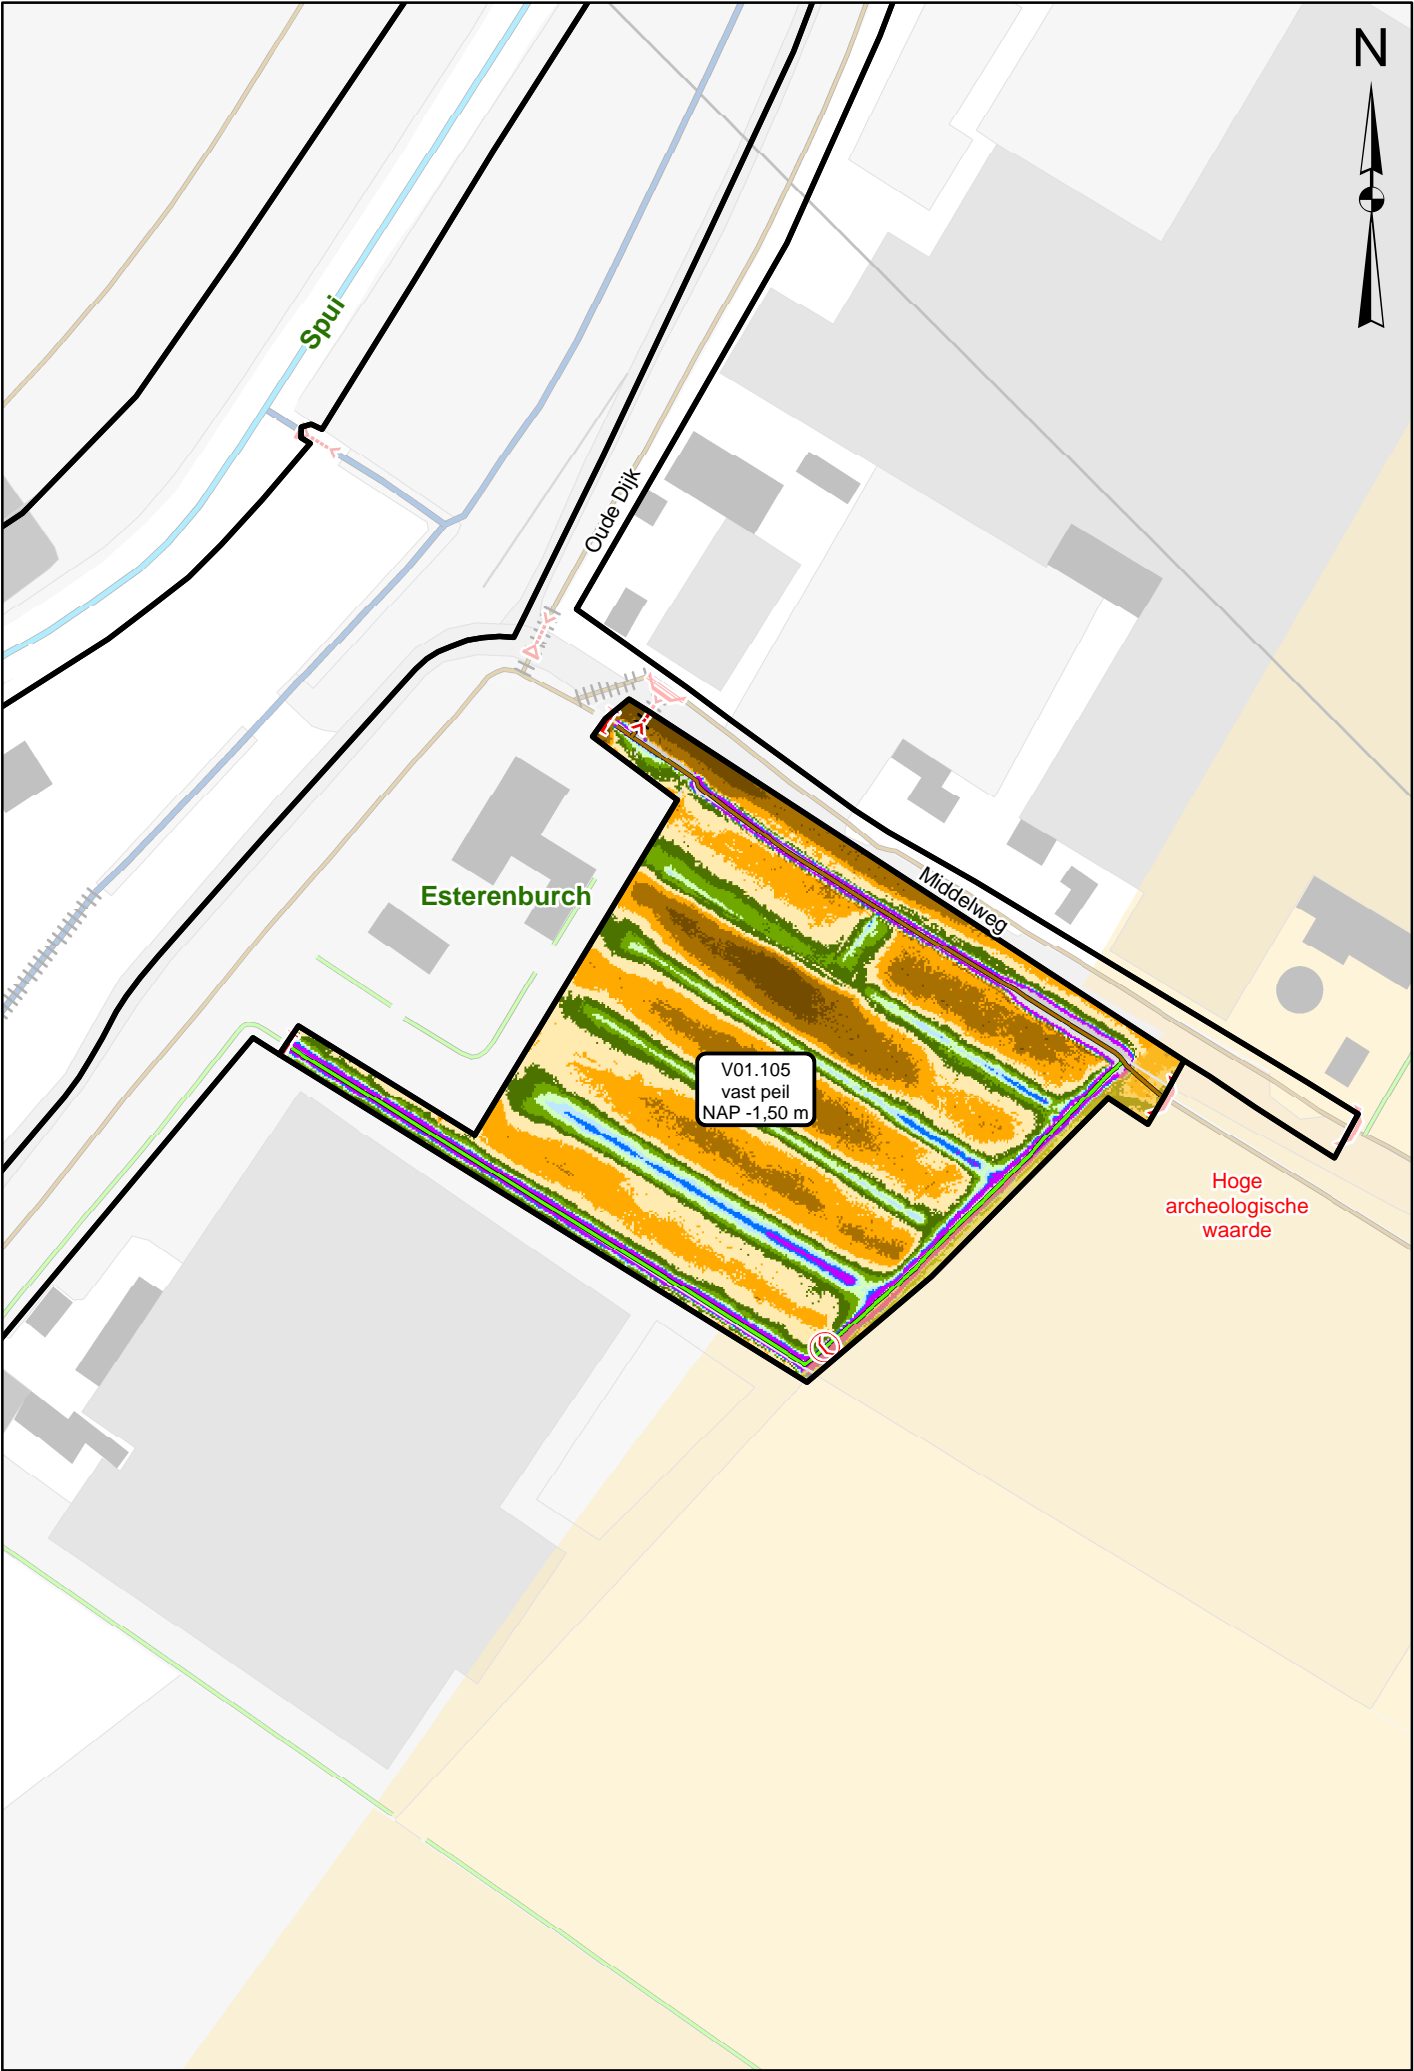 N
Spui
Oude Dijk
Middelweg
Esterenburch
V01.105
vast peil
NAP -1,50 m
Hoge
archeologische
waarde